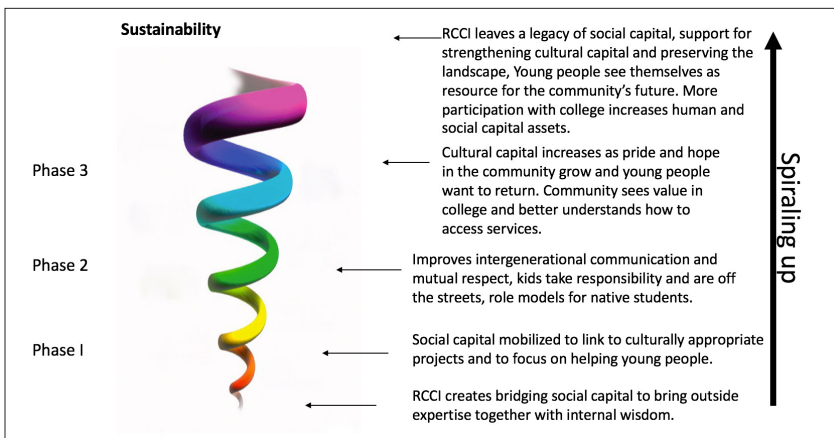 Sustainability
RCCI leaves a legacy of social capital, support for
strengthening cultural capital and preserving the
landscape, Young people see themselves as
resource for the community's future. More
participation with college increases human and
social capital assets.
Phase 3
Cultural capital increases as pride and hope
in the community grow and young people
want to return. Community sees value in
college and better understands how to
access services.
Phase 2
Improves intergenerational communication and
mutual respect, kids take responsibility and are off
the streets, role models for native students.
Phase I
Social capital mobilized to link to culturally appropriate
projects and to focus on helping young people.
RCCI creates bridging social capital to bring outside
expertise together with internal wisdom.
Spiraling up